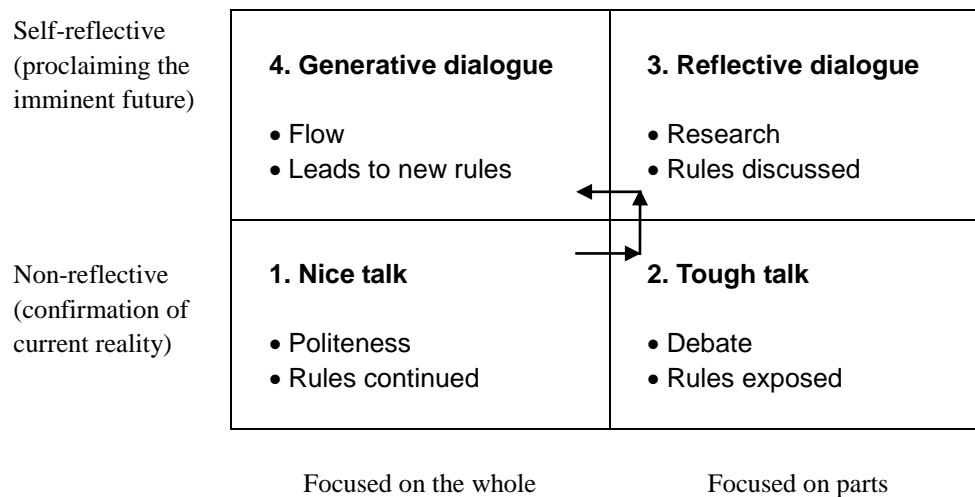 Self-reflective
(proclaiming the
imminent future)
4. Generative dialogue
• Flow
• Leads to new rules
3. Reflective dialogue
• Research
• Rules discussed
Non-reflective
(confirmation of
current reality)
1. Nice talk
• Politeness
• Rules continued
2. Tough talk
• Debate
• Rules exposed
Focused on the whole
Focused on parts